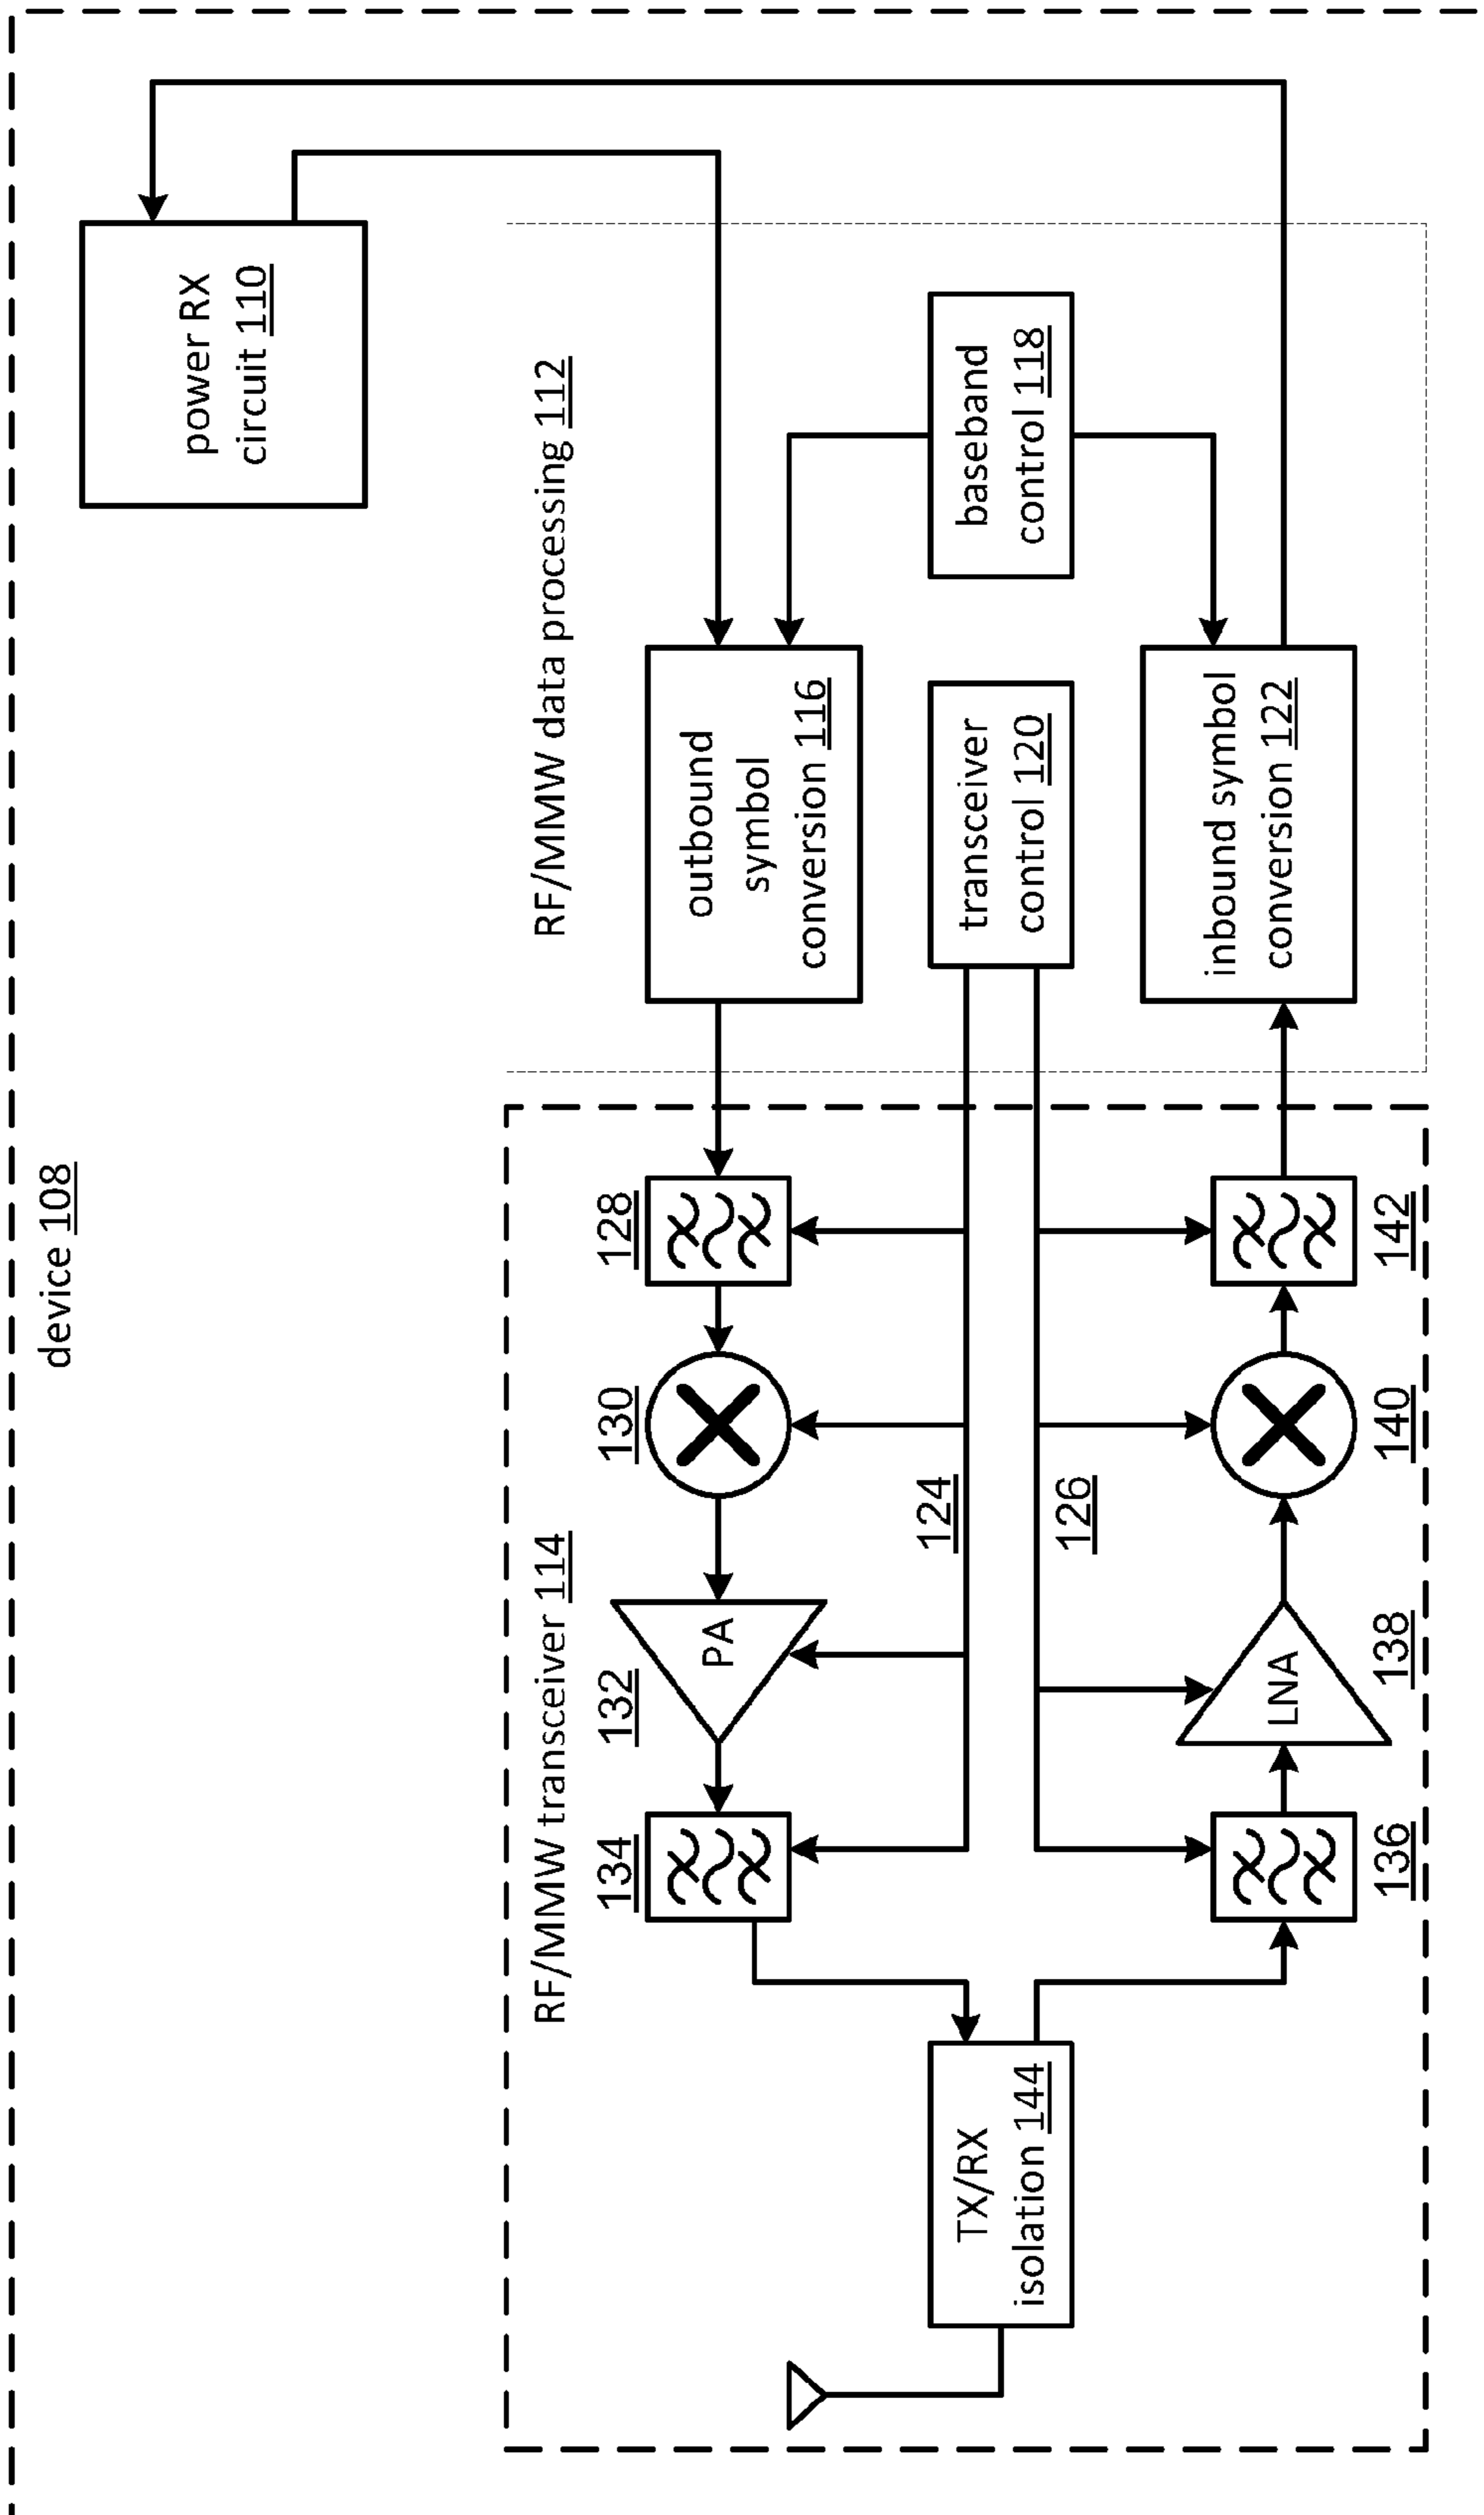 device 108
power RX
circuit 110
RF/MMW transceiver 114
RF/MMW data processing 112
134
132
130
128
PA
outbound
symbol
conversion 116
124
TX/RX
isolation 144
transceiver
control 120
baseband
control 118
126
LNA
inbound symbol
conversion 122
136
138
140
142